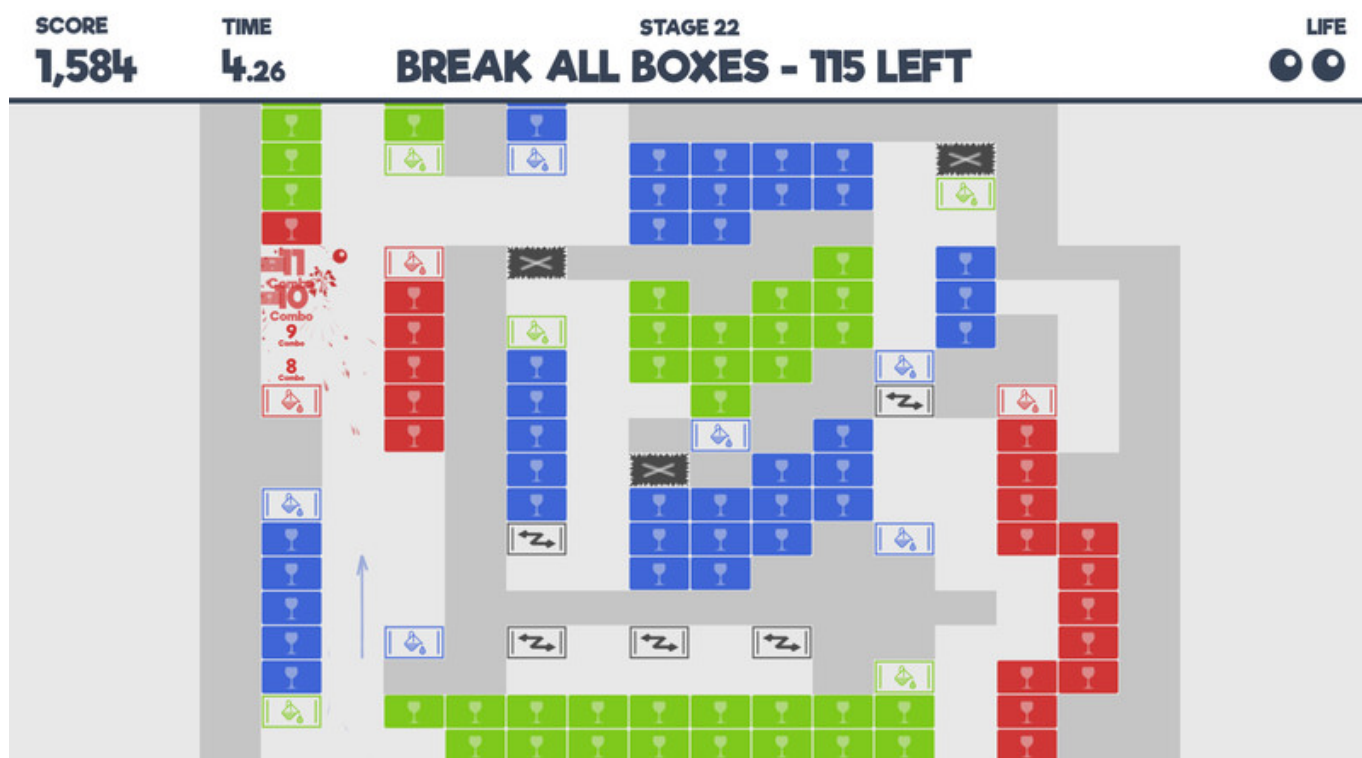 SCORE
1,584
TIME
4.26
STAGE 22
BREAK ALL BOXES - 115 LEFT
LIFE
11
Combo
10
Combo
9
Combo
8
Combo